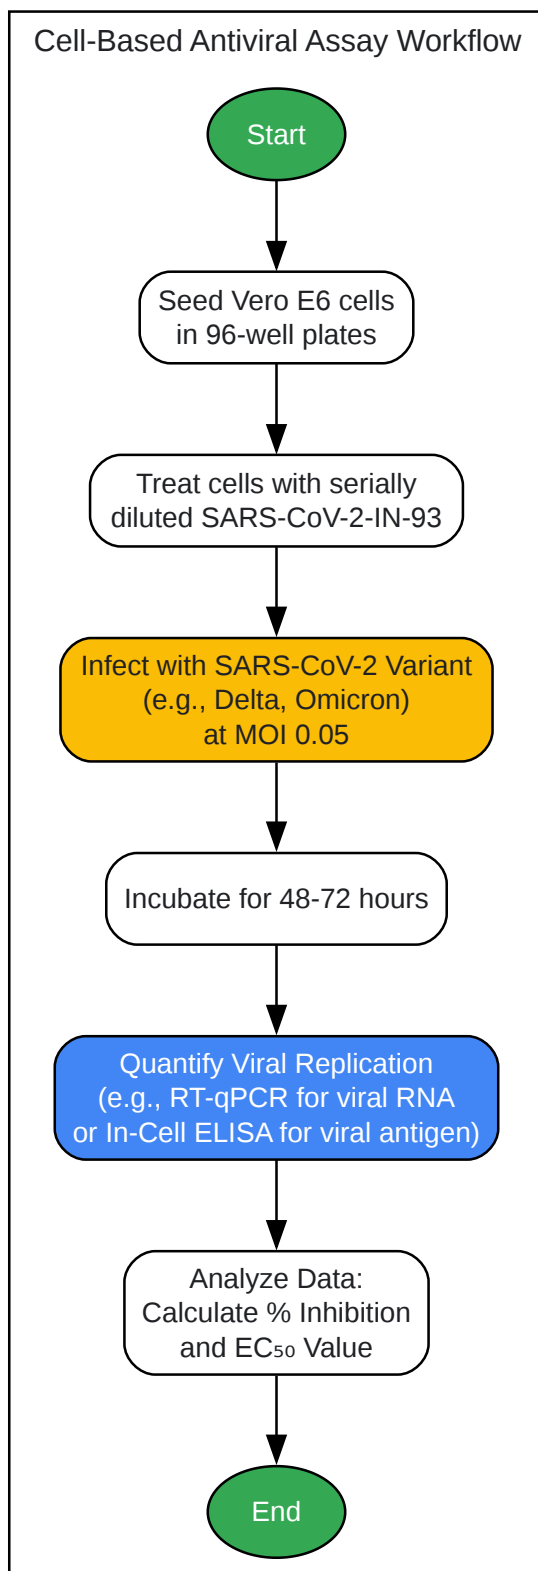 Cell-Based Antiviral Assay Workflow
Start
Seed Vero E6 cells
in 96-well plates
Treat cells with serially
diluted SARS-CoV-2-IN-93
Infect with SARS-CoV-2 Variant
(e.g., Delta, Omicron)
at MOI 0.05
Incubate for 48-72 hours
Quantify Viral Replication
(e.g., RT-qPCR for viral RNA
or In-Cell ELISA for viral antigen)
Analyze Data:
Calculate % Inhibition
and EC₅₀ Value
End